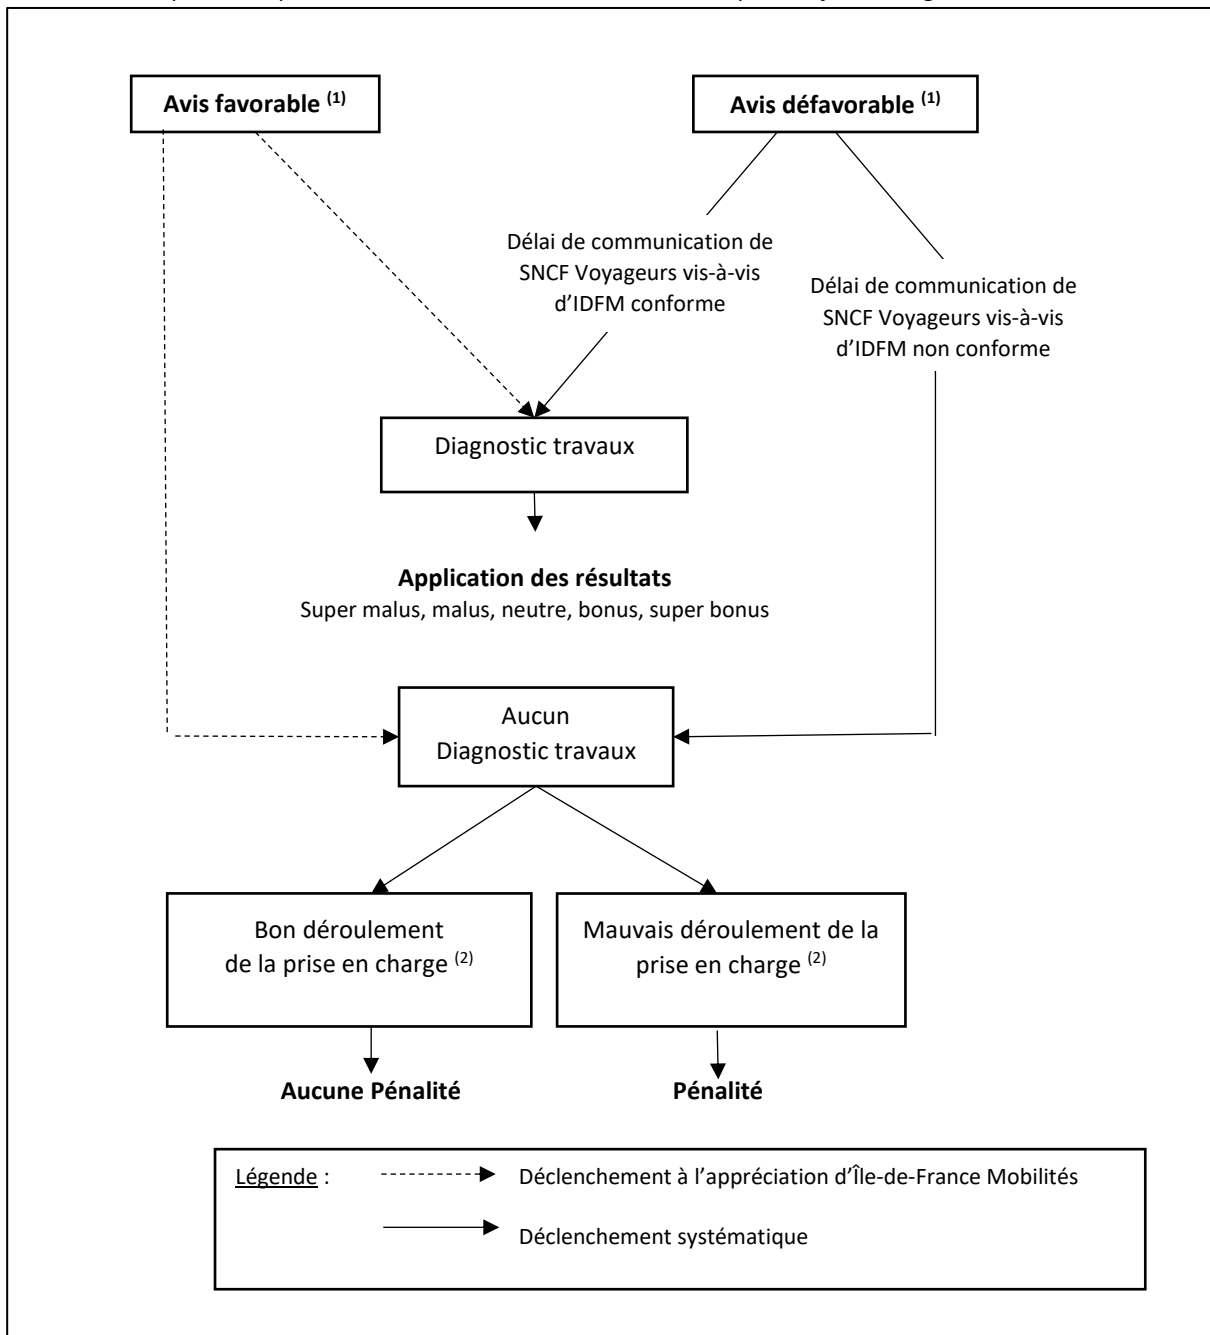 Avis favorable (1)
Avis défavorable (1)
Délai de communication de
SNCF Voyageurs vis-à-vis
d’IDFM conforme
Délai de communication de
SNCF Voyageurs vis-à-vis
d’IDFM non conforme
Diagnostic travaux
Application des résultats
Super malus, malus, neutre, bonus, super bonus
Aucun
Diagnostic travaux
Bon déroulement
de la prise en charge (2)
Mauvais déroulement de la
prise en charge (2)
Aucune Pénalité
Pénalité
Légende :
Déclenchement à l’appréciation d’Île-de-France Mobilités
Déclenchement systématique